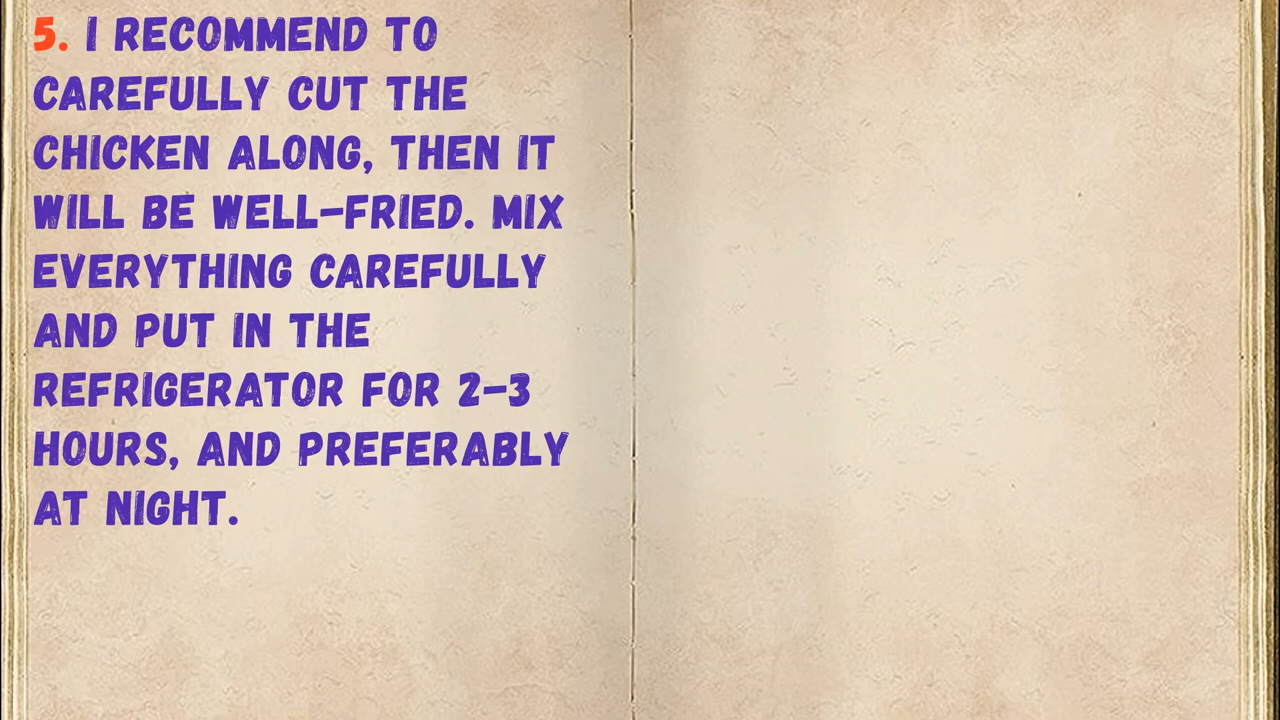 5. I RECOMMEND TO
CAREFULLY CUT THE
CHICKEN ALONG, THEN IT
WILL BE WELL-FRIED. MIX
EVERYTHING CAREFULLY
AND PUT IN THE
REFRIGERATOR FOR 2-3
HOURS, AND PREFERABLY
AT NIGHT.